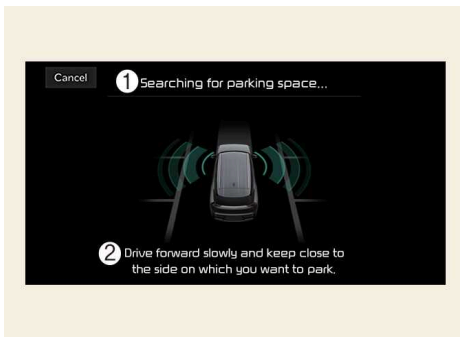 Cancel
1 Searching for parking space...
2 Drive forward slowly and keep close to
the side on which you want to park.